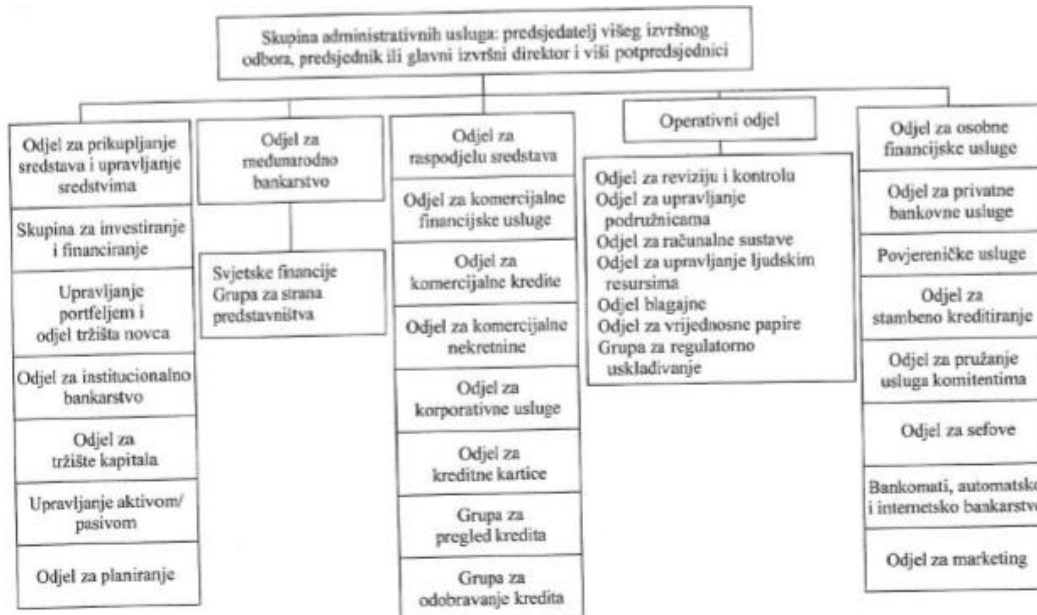 Skupina administrativnih usluga: predsjedatelj višeg izvršnog
odbora, predsjednik ili glavni izvršni direktor i viši potpredsjednici
Odjel za prikupljanje
sredstava i upravljanje
sredstvima
Skupina za investiranje
i financiranje
Upravljanje
portfeljem i
odjel tržišta novca
Odjel za institucionalno
bankarstvo
Odjel za
tržište kapitala
Upravljanje aktivom/
pasivom
Odjel za planiranje
Odjel za
međunarodno
bankarstvo
Svjetske financije
Grupa za strana
predstavništva
Odjel za
raspodjelu sredstava
Odjel za komercijalne
financijske usluge
Odjel za
komercijalne kredite
Odjel za komercijalne
nekretnine
Odjel za
korporativne usluge
Odjel za
kreditne kartice
Grupa za
pregled kredita
Grupa za
odobravanje kredita
Operativni odjel
Odjel za reviziju i kontrolu
Odjel za upravljanje
podružnicama
Odjel za računalne sustave
Odjel za upravljanje ljudskim
resursima
Odjel blagajne
Odjel za vrijednosne papire
Grupa za regulatorno
usklađivanje
Odjel za osobne
financijske usluge
Odjel za privatne
bankovne usluge
Povjereničke usluge
Odjel za
stambeno kreditiranje
Odjel za pružanje
usluga komitentima
Odjel za sefove
Bankomati, automatsko
i internetsko bankarstvo
Odjel za marketing